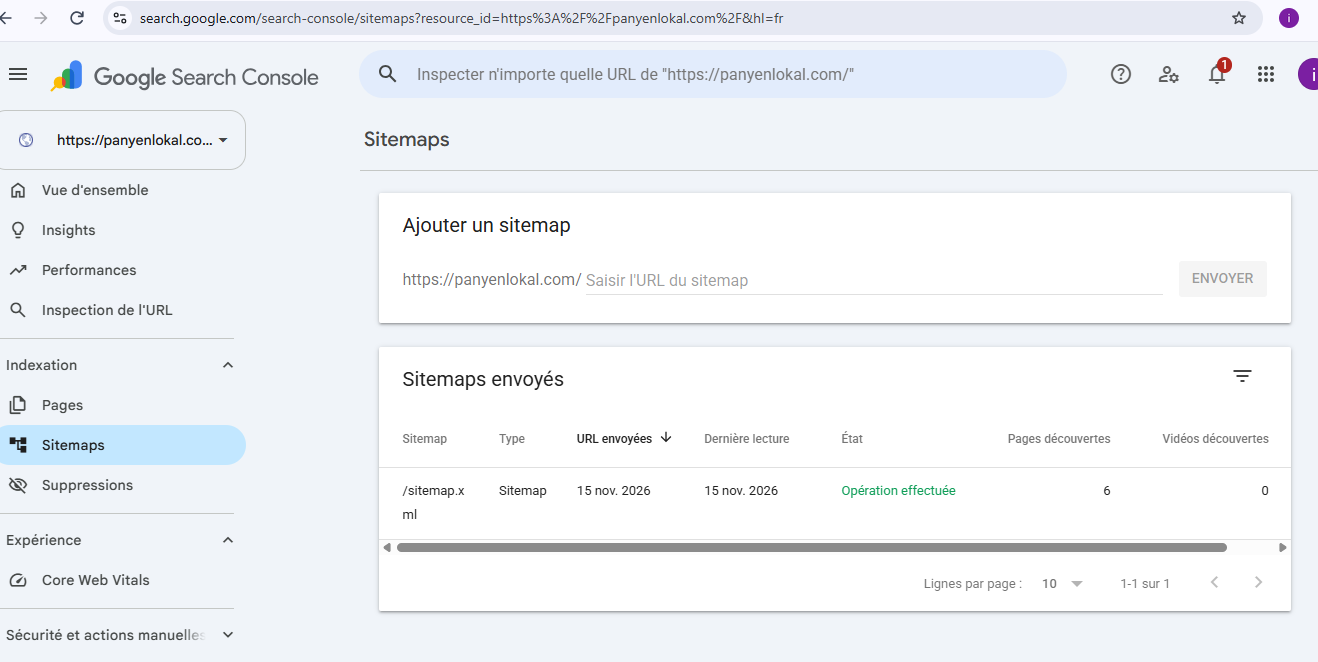 search.google.com/search-console/sitemaps?resource_id=https%3A%2F%2Fpanyenlokal.com%2F&hl=fr
i
Google Search Console
Inspecter n'importe quelle URL de "https://panyenlokal.com/"
1
i
https://panyenlokal.co...
Sitemaps
Vue d'ensemble
Insights
Performances
Inspection de l'URL
Indexation
Pages
Sitemaps
Suppressions
Expérience
Core Web Vitals
Sécurité et actions manuelles
Ajouter un sitemap
https://panyenlokal.com/ Saisir l'URL du sitemap
ENVOYER
Sitemaps envoyés
Sitemap Type URL envoyées Dernière lecture État Pages découvertes Vidéos découvertes
/sitemap.x Sitemap 15 nov. 2026 15 nov. 2026 Opération effectuée 6 0
ml
Lignes par page : 10 1-1 sur 1